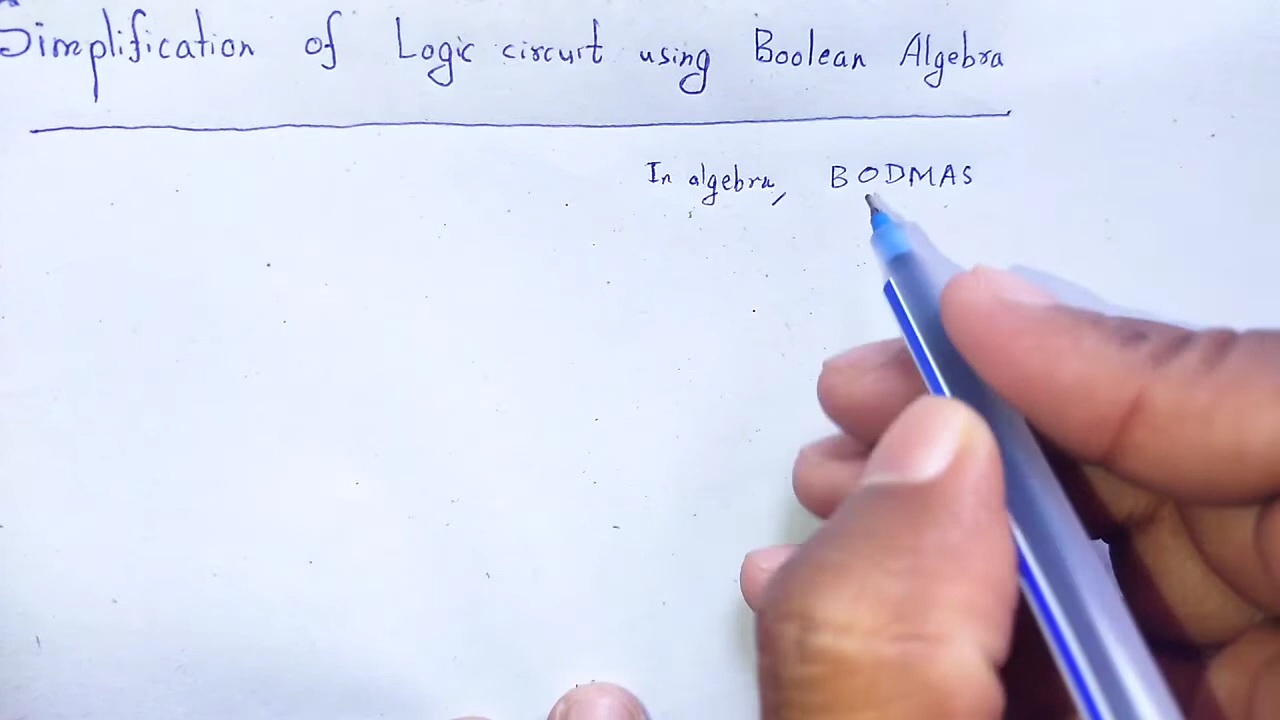 Simplification of Logic circuit using Boolean Algebra
In algebra, BODMAS